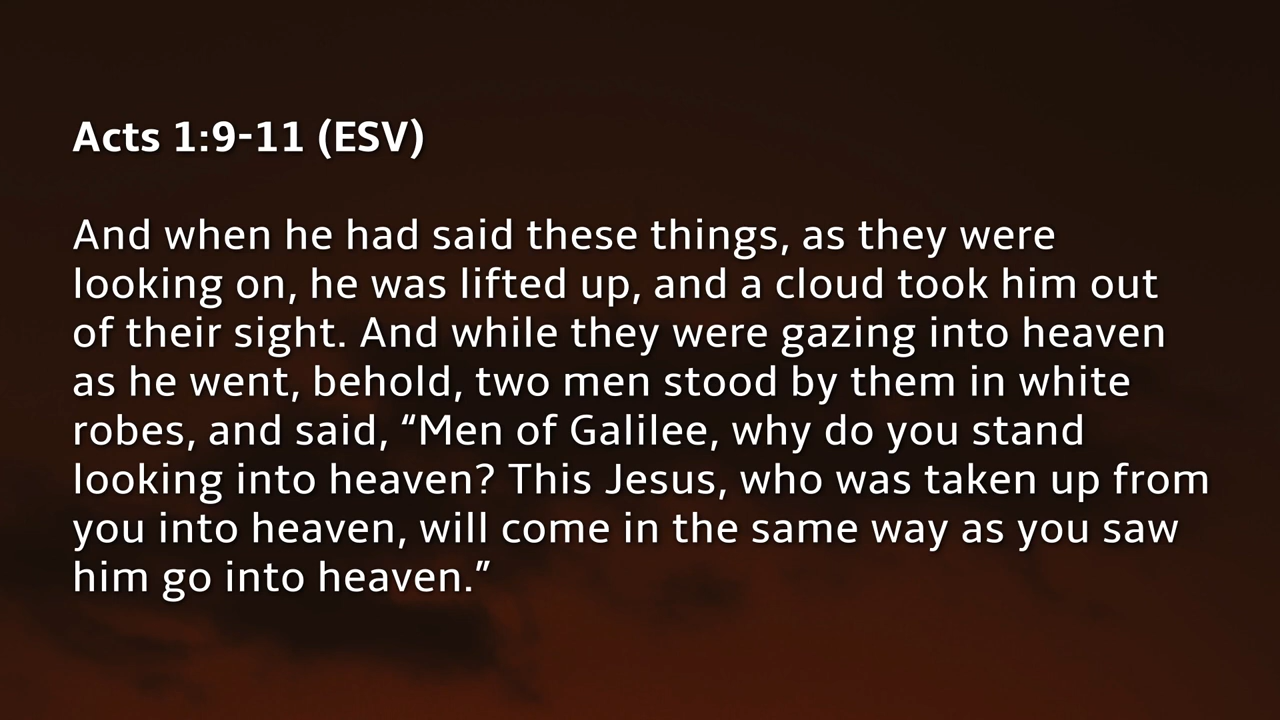 Acts 1:9-11 (ESV)
And when he had said these things, as they were
looking on, he was lifted up, and a cloud took him out
of their sight. And while they were gazing into heaven
as he went, behold, two men stood by them in white
robes, and said, “Men of Galilee, why do you stand
looking into heaven? This Jesus, who was taken up from
you into heaven, will come in the same way as you saw
him go into heaven.”